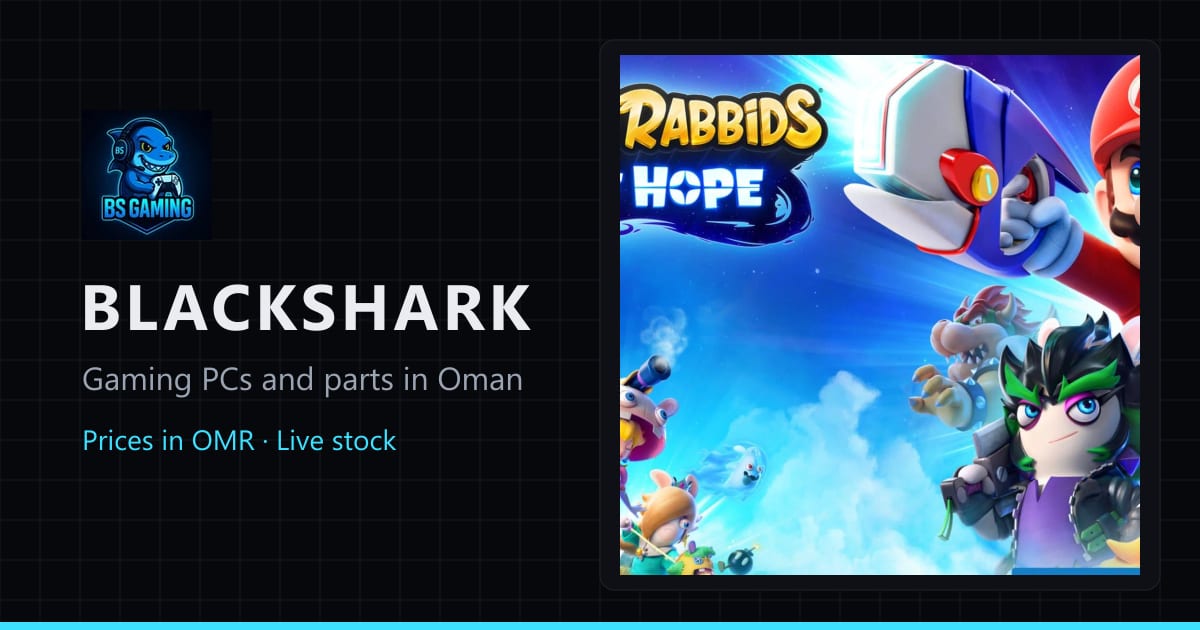 BS
BS GAMING
BLACKSHARK
Gaming PCs and parts in Oman
Prices in OMR · Live stock
RABBIDS
HOPE